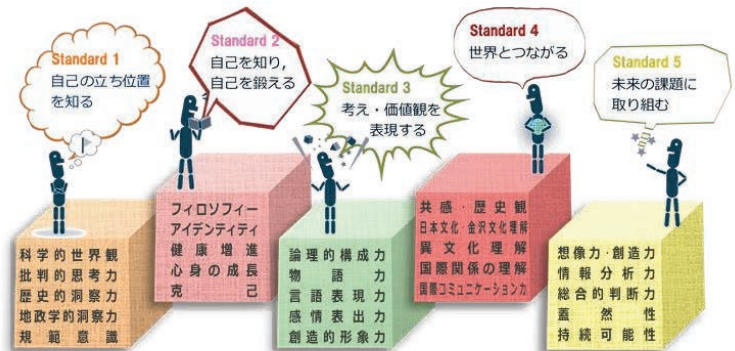 Standard 1
自己の立ち位置
を知る
科学的世界観
批判的思考力
歴史的洞察力
地政学的洞察力
規範意識
Standard 2
自己を知り，
自己を鍛える
フィロソフィー
アイデンティティ
健康増進
心身の成長
克己
Standard 3
考え・価値観を
表現する
論理的構成力
物語力
言語表現力
感情表出力
創造的形象力
Standard 4
世界とつながる
共感・歴史観
日本文化・金沢文化理解
異文化理解
国際関係の理解
国際コミュニケーション力
Standard 5
未来の課題に
取り組む
想像力・創造力
情報分析力
総合的判断力
蓋然性
持続可能性